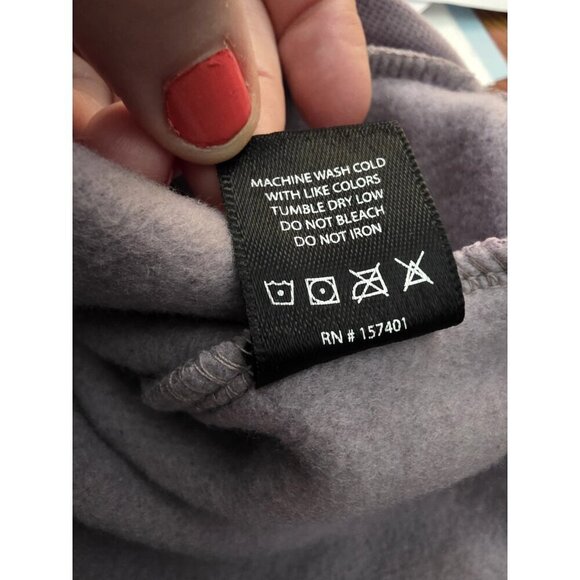 MACHINE WASH COLD
WITH LIKE COLORS
TUMBLE DRY LOW
DO NOT BLEACH
DO NOT IRON
RN # 157401